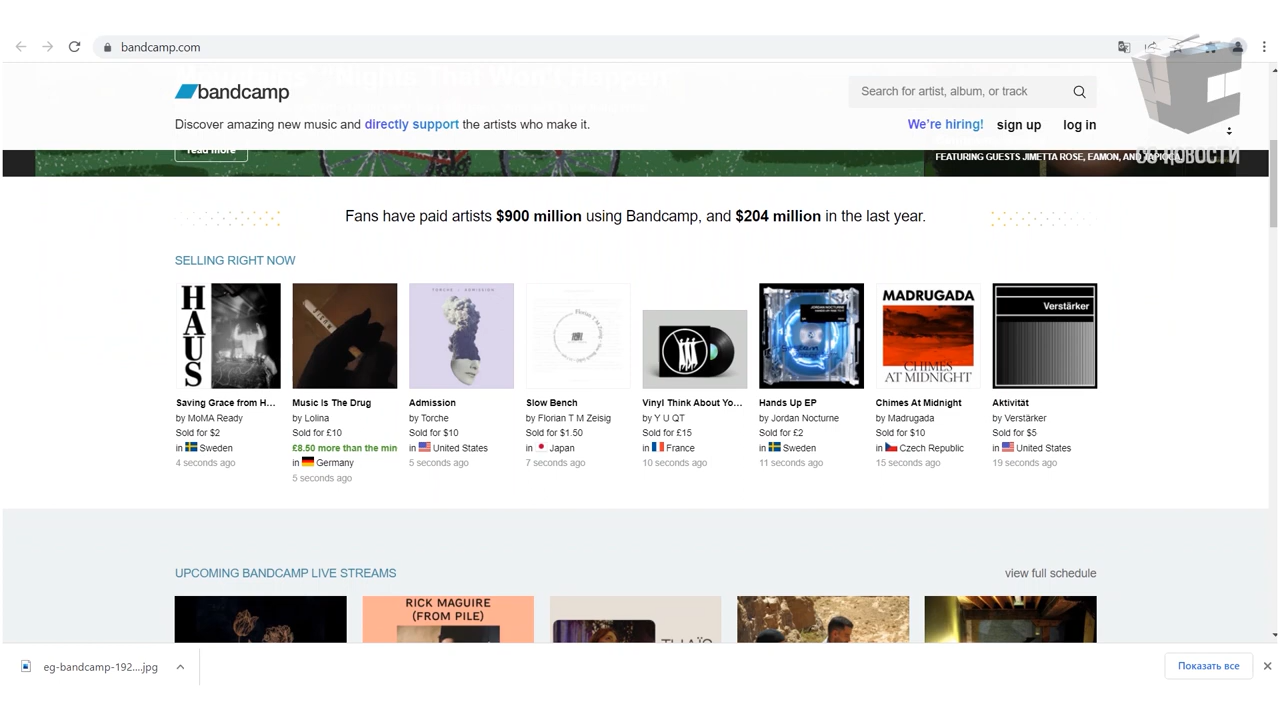 bandcamp.com
bandcamp
Search for artist, album, or track
Discover amazing new music and directly support the artists who make it.
We're hiring!
sign up
log in
read more
FEATURING GUESTS JIMETTA ROSE, EAMON, AND TAPIOCA
НОВОСТИ
Fans have paid artists $900 million using Bandcamp, and $204 million in the last year.
SELLING RIGHT NOW
HAUS
TORCHE - ADMISSION
MADRUGADA
CHIMES
AT MIDNIGHT
Verstärker
Saving Grace from H...
by MoMA Ready
Sold for $2
in Sweden
4 seconds ago
Music Is The Drug
by Lolina
Sold for £10
£8.50 more than the min
in Germany
5 seconds ago
Admission
by Torche
Sold for $10
in United States
5 seconds ago
Slow Bench
by Florian T M Zeisig
Sold for $1.50
in Japan
7 seconds ago
Vinyl Think About Yo...
by Y U QT
Sold for £15
in France
10 seconds ago
Hands Up EP
by Jordan Nocturne
Sold for £2
in Sweden
11 seconds ago
Chimes At Midnight
by Madrugada
Sold for $10
in Czech Republic
15 seconds ago
Aktivität
by Verstärker
Sold for $5
in United States
19 seconds ago
UPCOMING BANDCAMP LIVE STREAMS
view full schedule
RICK MAGUIRE
(FROM PILE)
eg-bandcamp-192....jpg
Показать все